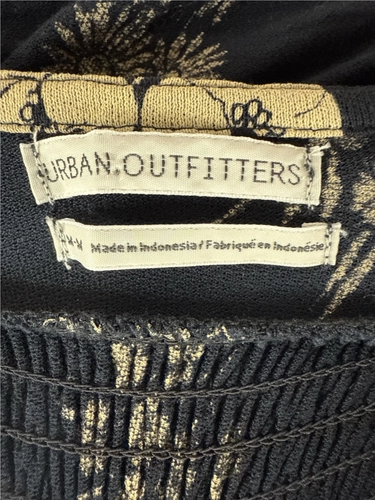 URBAN OUTFITTERS
M-M Made in Indonesia / Fabriqué en Indonésie